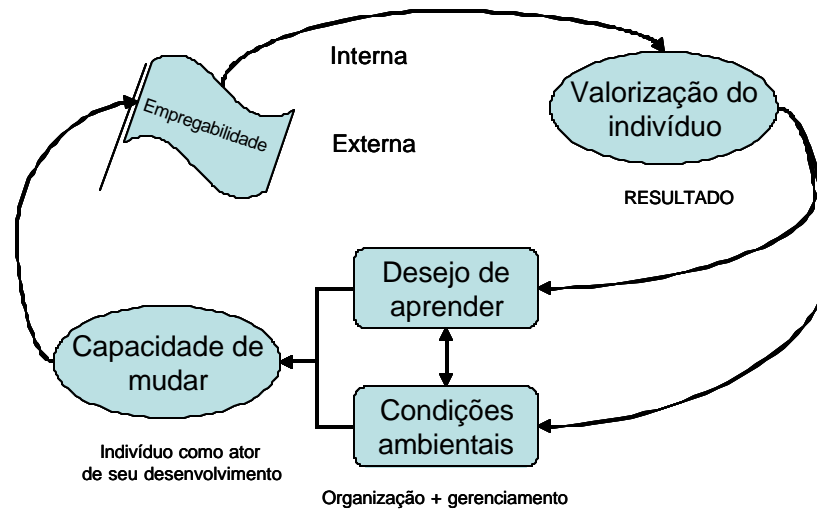 Interna
Empregabilidade
Externa
Valorização do
indivíduo
RESULTADO
Desejo de
aprender
Capacidade de
mudar
Condições
ambientais
Indivíduo como ator
de seu desenvolvimento
Organização + gerenciamento